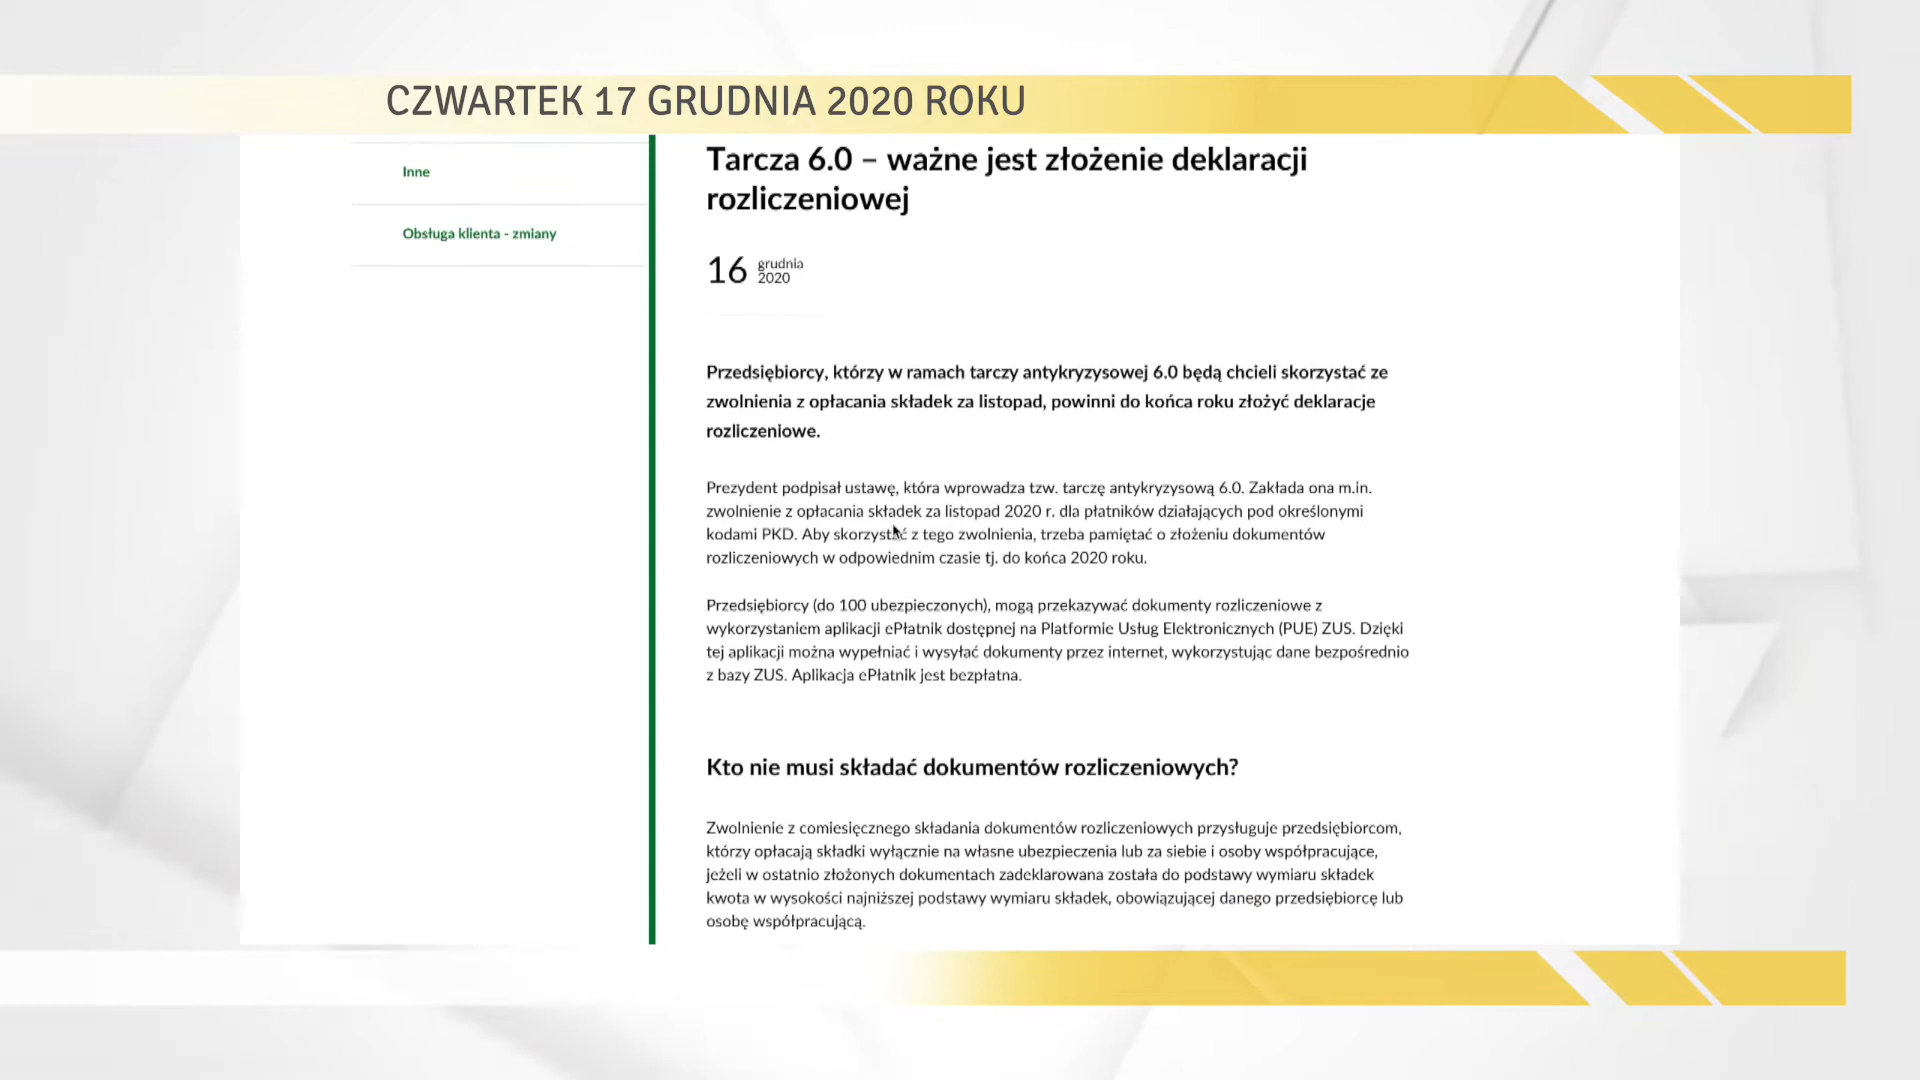 CZWARTEK 17 GRUDNIA 2020 ROKU
Inne
Obsługa klienta - zmiany
Tarcza 6.0 – ważne jest złożenie deklaracji
rozliczeniowej
16 grudnia
2020
Przedsiębiorcy, którzy w ramach tarczy antykryzysowej 6.0 będą chcieli skorzystać ze
zwolnienia z opłacania składek za listopad, powinni do końca roku złożyć deklaracje
rozliczeniowe.
Prezydent podpisał ustawę, która wprowadza tzw. tarczę antykryzysową 6.0. Zakłada ona m.in.
zwolnienie z opłacania składek za listopad 2020 r. dla płatników działających pod określonymi
kodami PKD. Aby skorzystać z tego zwolnienia, trzeba pamiętać o złożeniu dokumentów
rozliczeniowych w odpowiednim czasie tj. do końca 2020 roku.
Przedsiębiorcy (do 100 ubezpieczonych), mogą przekazywać dokumenty rozliczeniowe z
wykorzystaniem aplikacji ePłatnik dostępnej na Platformie Usług Elektronicznych (PUE) ZUS. Dzięki
tej aplikacji można wypełniać i wysyłać dokumenty przez internet, wykorzystując dane bezpośrednio
z bazy ZUS. Aplikacja ePłatnik jest bezpłatna.
Kto nie musi składać dokumentów rozliczeniowych?
Zwolnienie z comiesięcznego składania dokumentów rozliczeniowych przysługuje przedsiębiorcom,
którzy opłacają składki wyłącznie na własne ubezpieczenia lub za siebie i osoby współpracujące,
jeżeli w ostatnio złożonych dokumentach zadeklarowana została do podstawy wymiaru składek
kwota w wysokości najniższej podstawy wymiaru składek, obowiązującej danego przedsiębiorcę lub
osobę współpracującą.